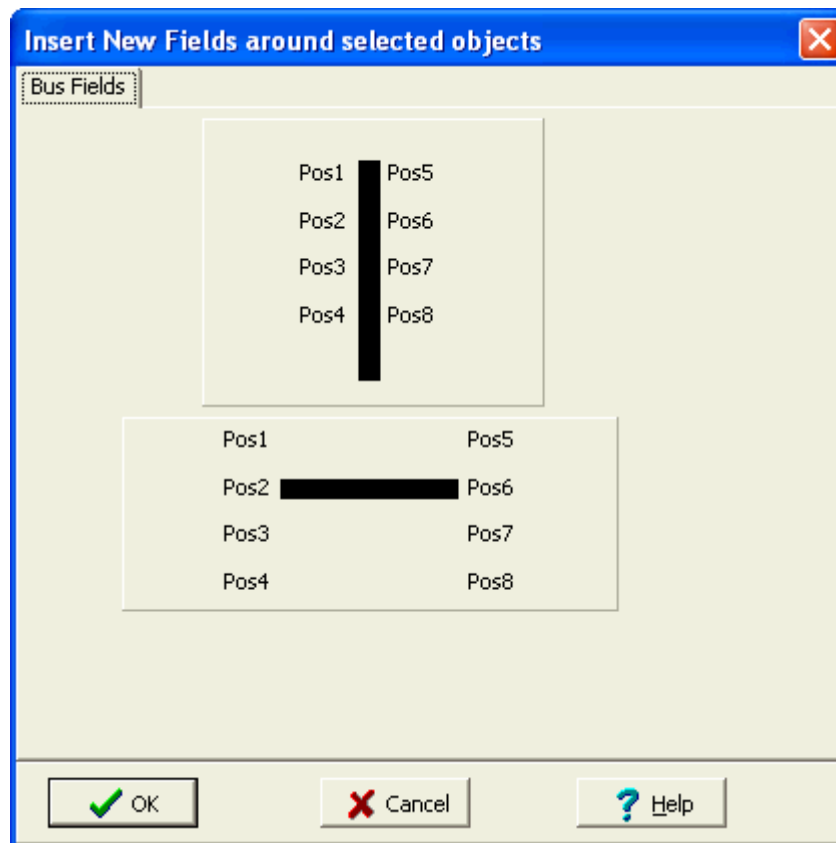 Insert New Fields around selected objects
Bus Fields
Pos1 Pos5
Pos2 Pos6
Pos3 Pos7
Pos4 Pos8
Pos1 Pos5
Pos2 Pos6
Pos3 Pos7
Pos4 Pos8
OK Cancel Help